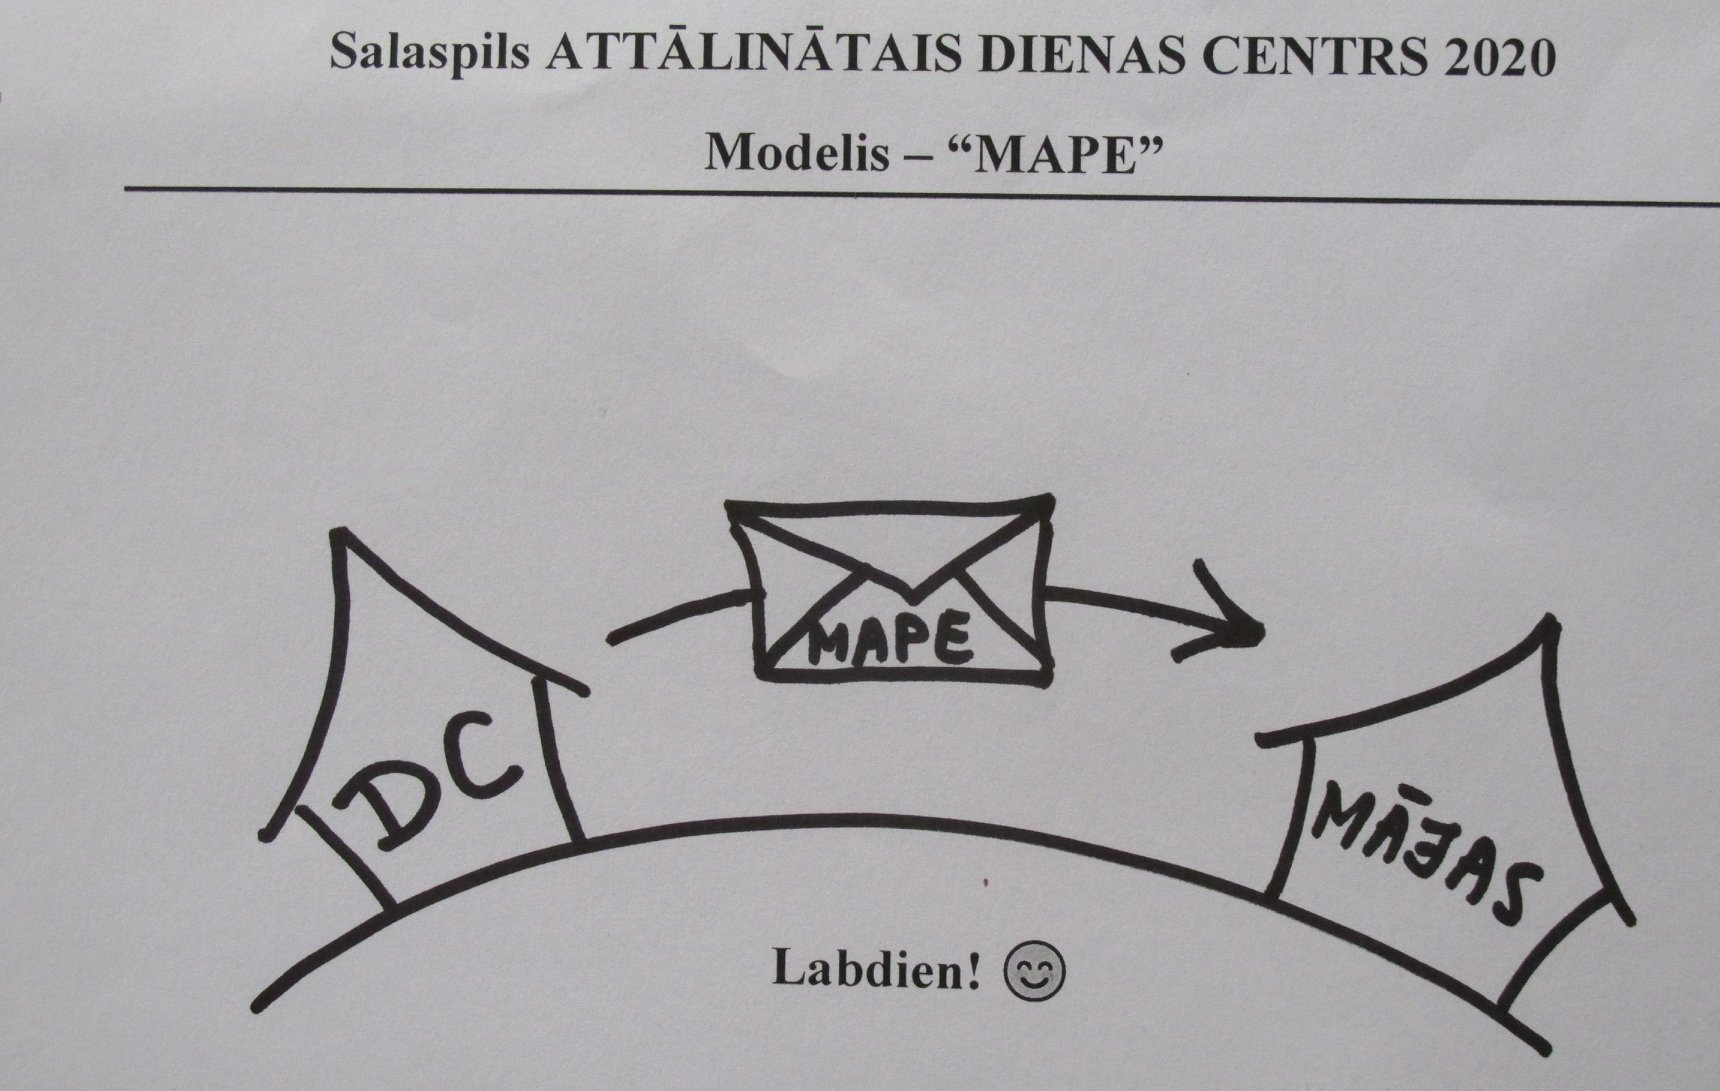 Salaspils ATTĀLINĀTAIS DIENAS CENTRS 2020
Modelis – “MAPE”
MAPE
DC
MĀJAS
Labdien! 😊